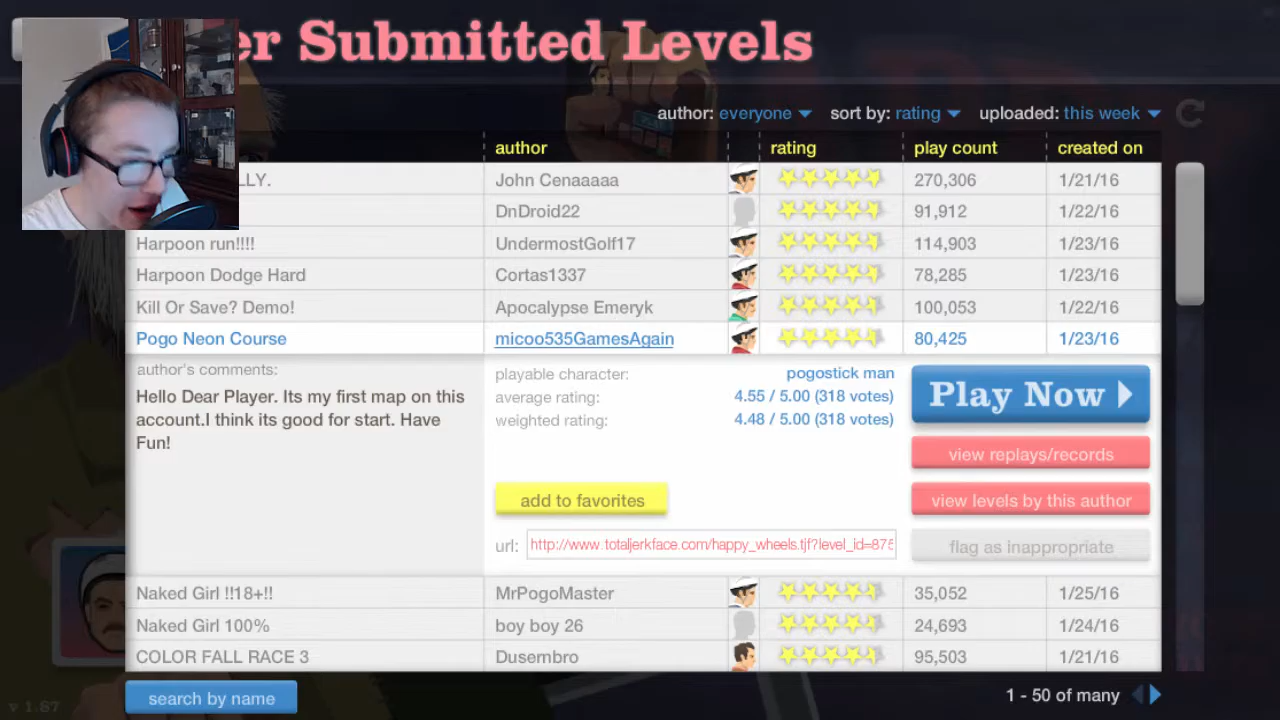 er Submitted Levels
author: everyone sort by: rating uploaded: this week
author rating play count created on
LLY. John Cenaaaaa 270,306 1/21/16
DnDroid22 91,912 1/22/16
Harpoon run!!!! UndermostGolf17 114,903 1/23/16
Harpoon Dodge Hard Cortas1337 78,285 1/23/16
Kill Or Save? Demo! Apocalypse Emeryk 100,053 1/22/16
Pogo Neon Course micoo535GamesAgain 80,425 1/23/16
author's comments:
Hello Dear Player. Its my first map on this
account.I think its good for start. Have
Fun!
playable character: pogostick man
average rating: 4.55 / 5.00 (318 votes)
weighted rating: 4.48 / 5.00 (318 votes)
add to favorites
url: http://www.totaljerkface.com/happy_wheels.tjf?level_id=87
Play Now
view replays/records
view levels by this author
flag as inappropriate
Naked Girl !!18+!! MrPogoMaster 35,052 1/25/16
Naked Girl 100% boy boy 26 24,693 1/24/16
COLOR FALL RACE 3 Dusembro 95,503 1/21/16
search by name 1 - 50 of many
v 1.87